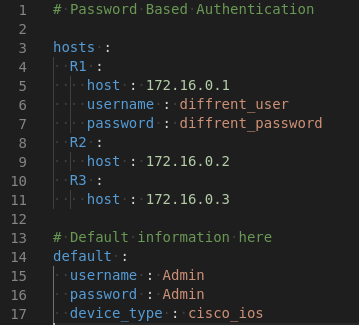 1 # Password Based Authentication
2
3 hosts :
4   R1 :
5     host : 172.16.0.1
6     username : diffrent_user
7     password : diffrent_password
8   R2 :
9     host : 172.16.0.2
10   R3 :
11     host : 172.16.0.3
12
13 # Default information here
14 default :
15   username : Admin
16   password : Admin
17   device_type : cisco_ios